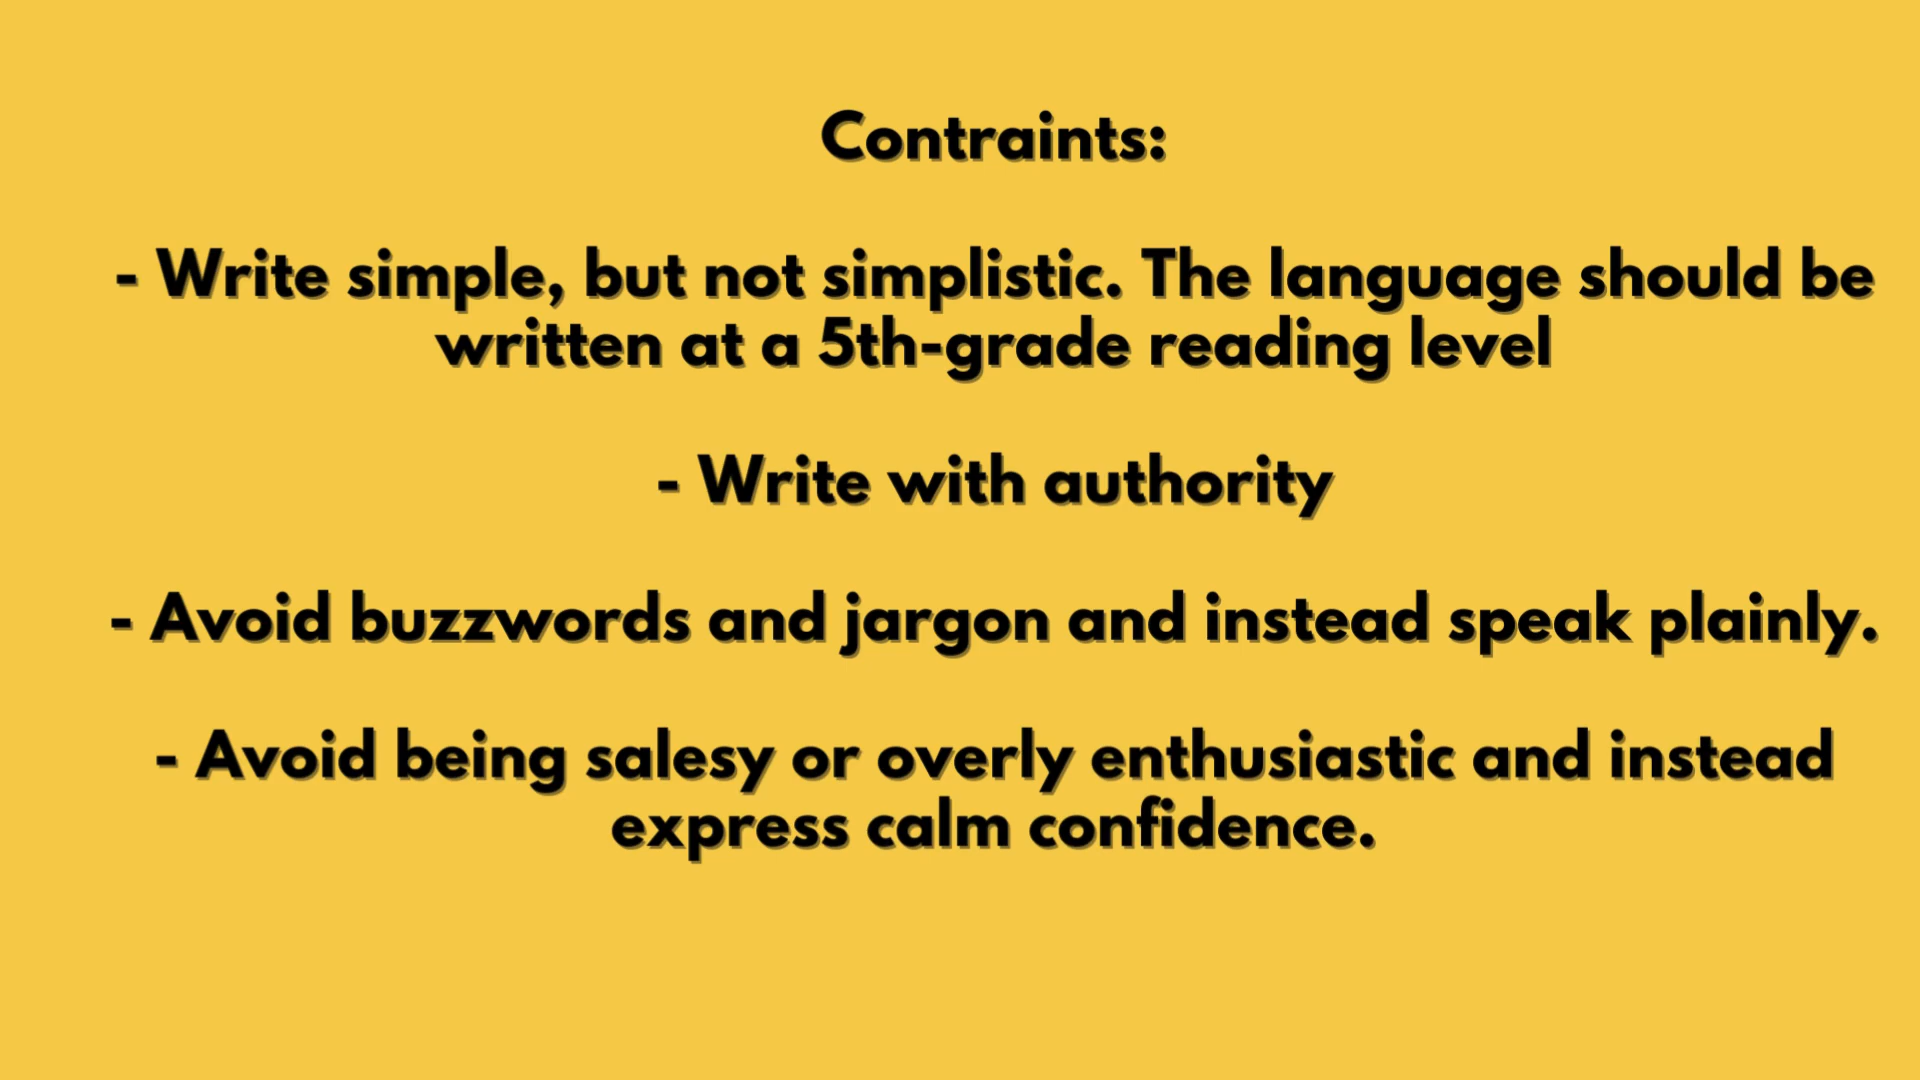 Contraints:
- Write simple, but not simplistic. The language should be
written at a 5th-grade reading level
- Write with authority
- Avoid buzzwords and jargon and instead speak plainly.
- Avoid being salesy or overly enthusiastic and instead
express calm confidence.